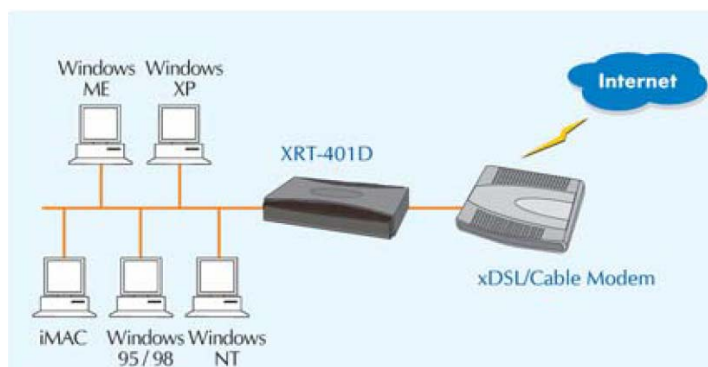 Windows ME
Windows XP
Internet
XRT-401D
xDSL/Cable Modem
iMAC
Windows 95 / 98
Windows NT